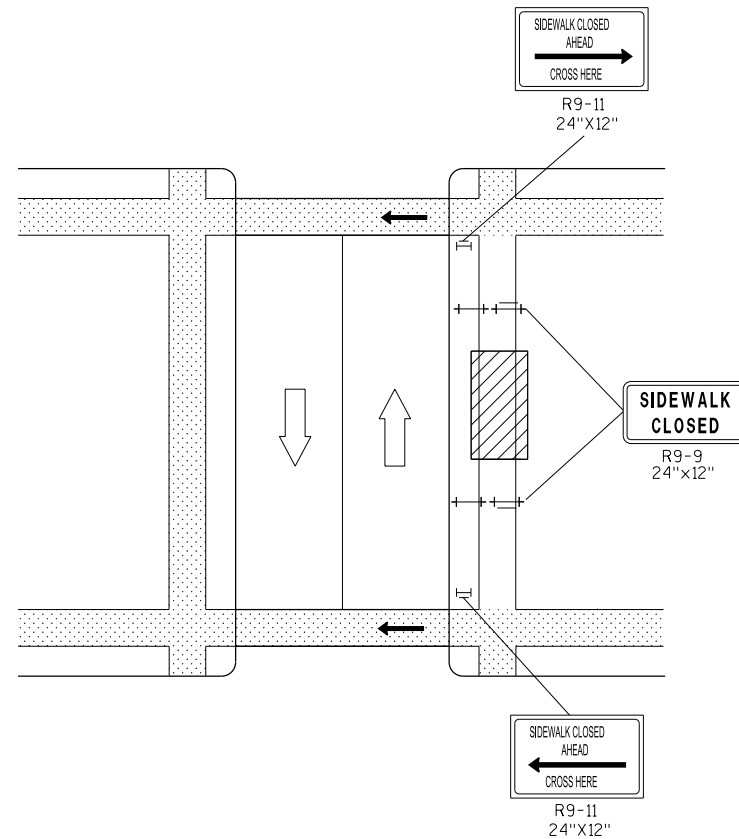 SIDEWALK CLOSED
AHEAD
CROSS HERE
R9-11
24"X12"
SIDEWALK
CLOSED
R9-9
24"x12"
SIDEWALK CLOSED
AHEAD
CROSS HERE
R9-11
24"X12"